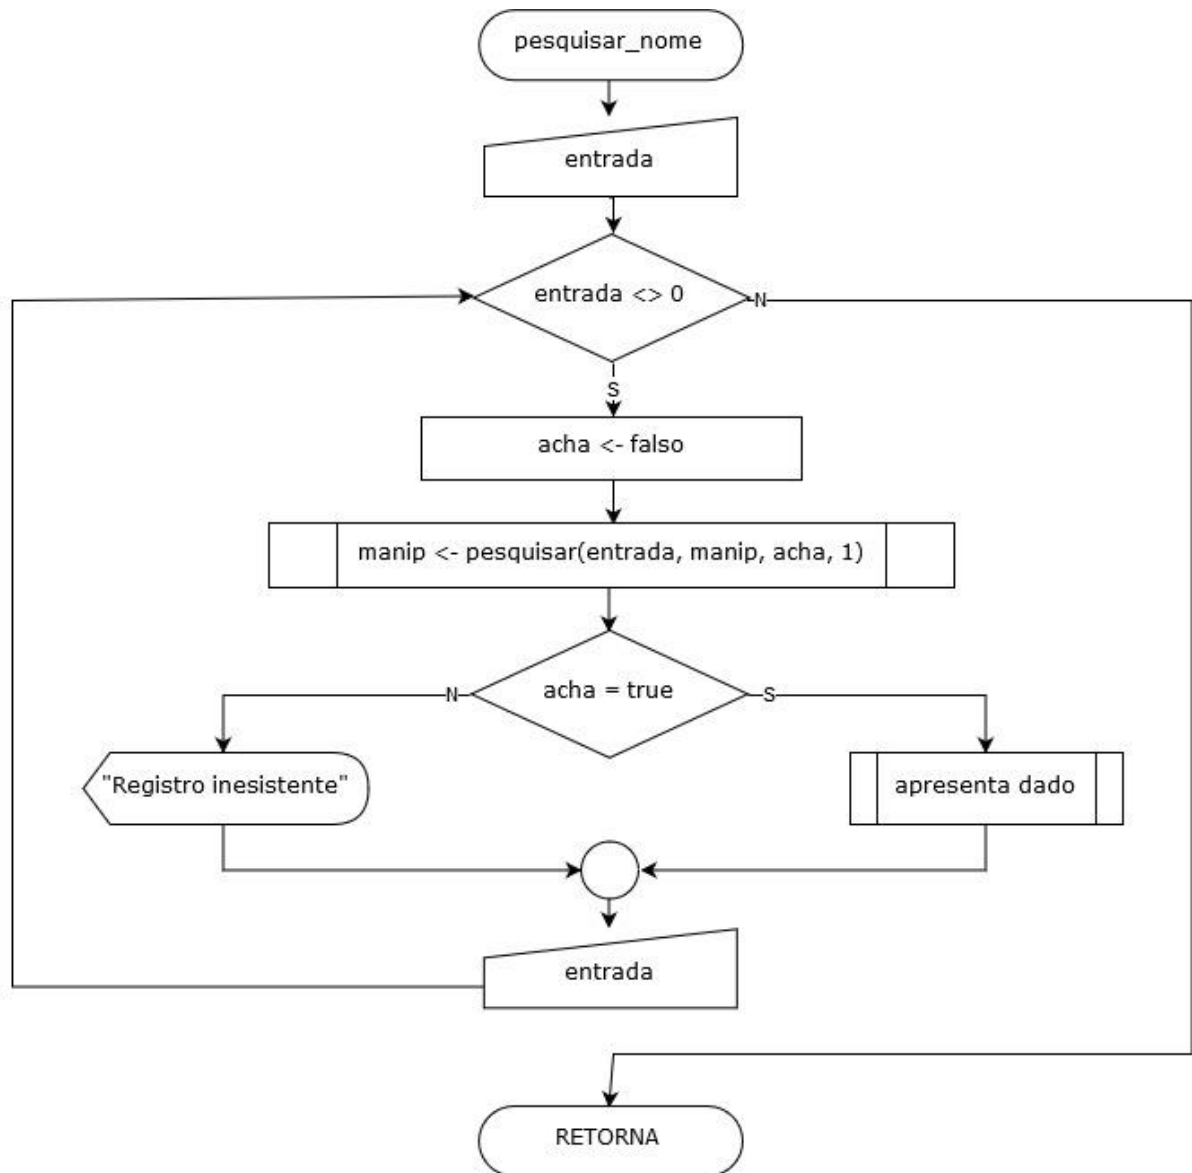 pesquisar_nome
entrada
entrada <> 0
N
S
acha <- falso
manip <- pesquisar(entrada, manip, acha, 1)
N
acha = true
S
"Registro inesistente"
apresenta dado
entrada
RETORNA